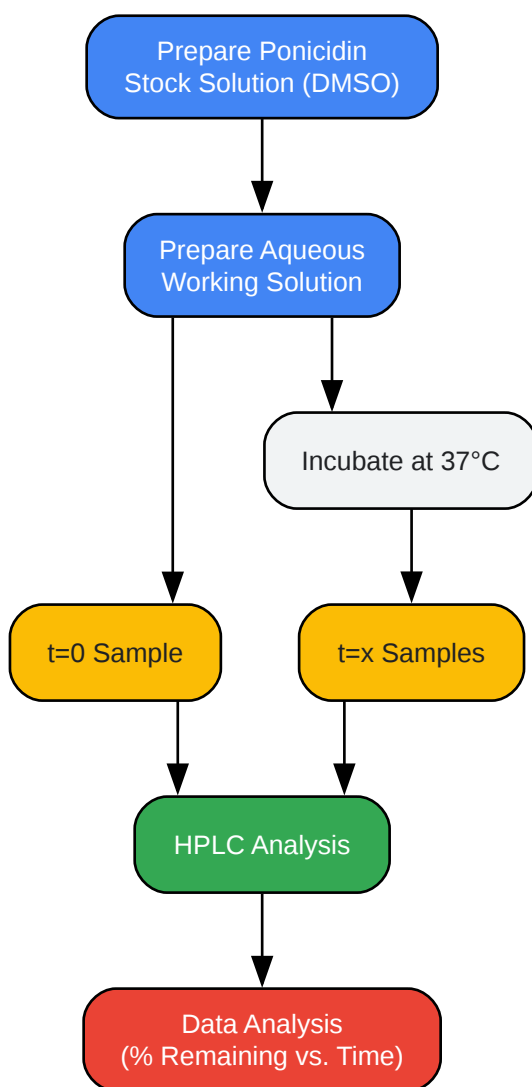 Prepare Ponicidin
Stock Solution (DMSO)
Prepare Aqueous
Working Solution
Incubate at 37°C
t=0 Sample
t=x Samples
HPLC Analysis
Data Analysis
(% Remaining vs. Time)